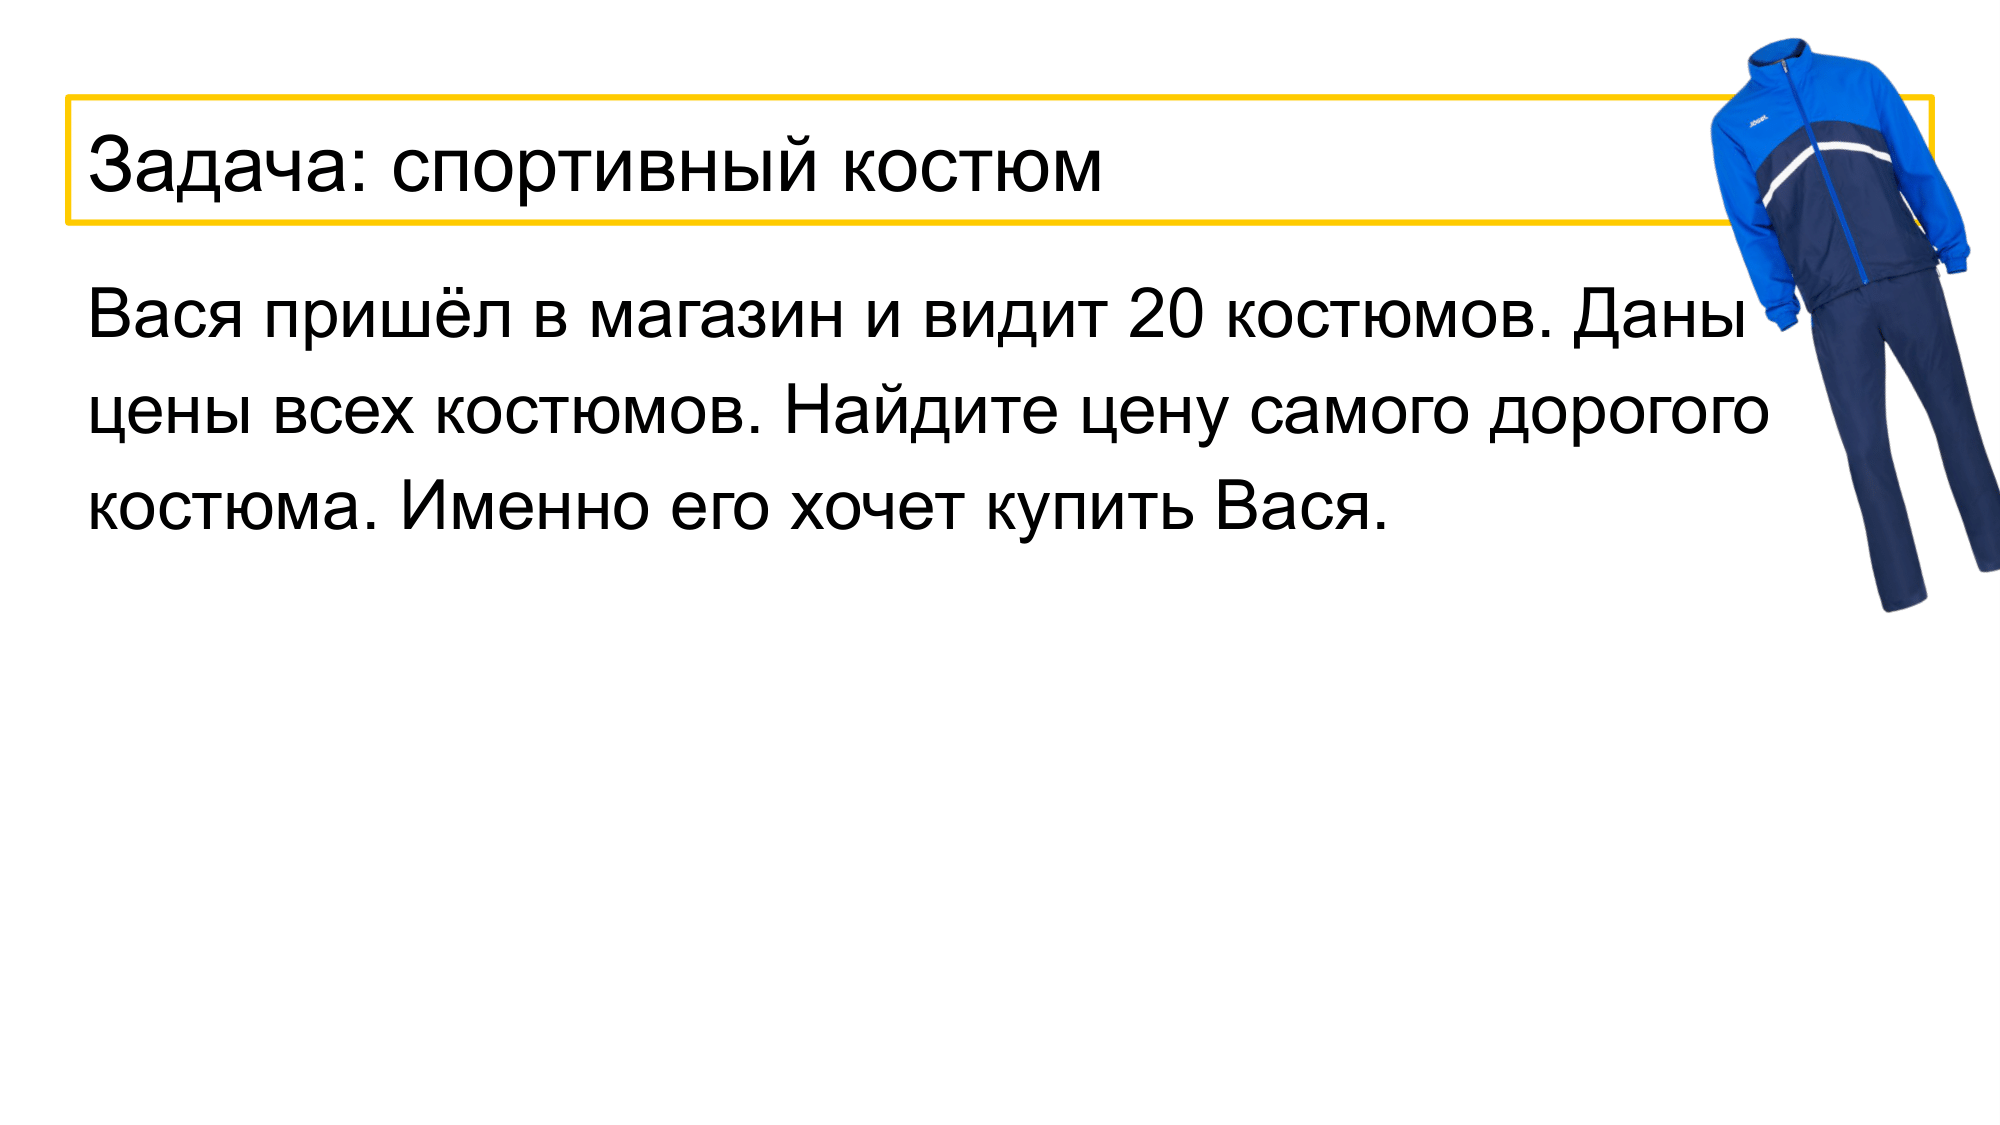 Задача: спортивный костюм
Вася пришёл в магазин и видит 20 костюмов. Даны
цены всех костюмов. Найдите цену самого дорогого
костюма. Именно его хочет купить Вася.